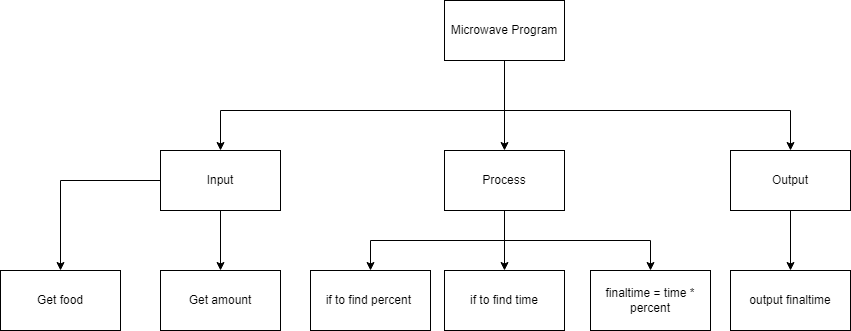 Microwave Program
Input
Process
Output
Get food
Get amount
if to find percent
if to find time
finaltime = time *
percent
output finaltime